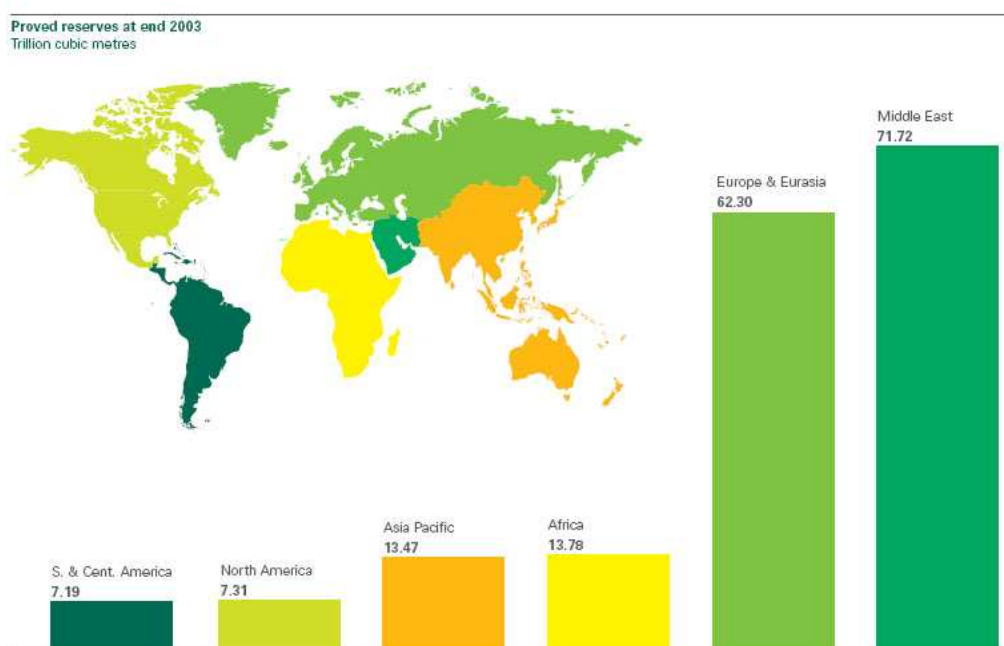 Proved reserves at end 2003
Trillion cubic metres
Middle East
71.72
Europe & Eurasia
62.30
Asia Pacific
13.47
Africa
13.78
S. & Cent. America
7.19
North America
7.31